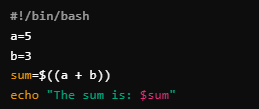 #!/bin/bash
a=5
b=3
sum=$((a + b))
echo "The sum is: $sum"